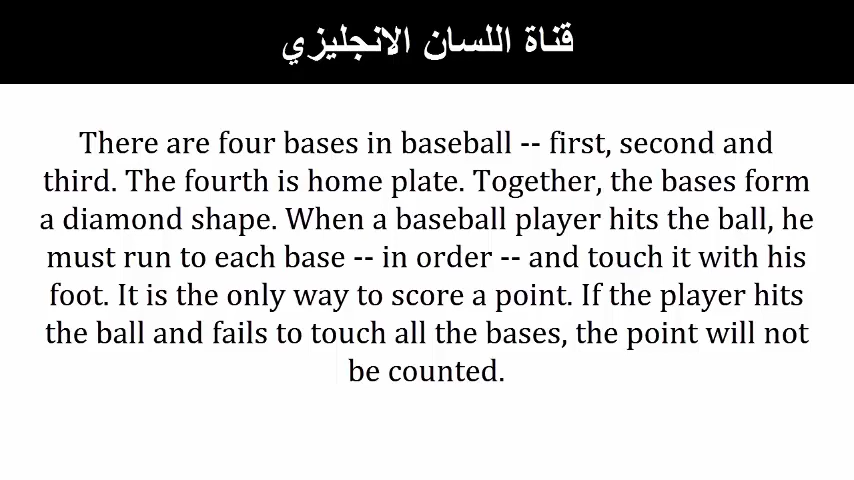 قناة اللسان الانجليزي
There are four bases in baseball -- first, second and
third. The fourth is home plate. Together, the bases form
a diamond shape. When a baseball player hits the ball, he
must run to each base -- in order -- and touch it with his
foot. It is the only way to score a point. If the player hits
the ball and fails to touch all the bases, the point will not
be counted.